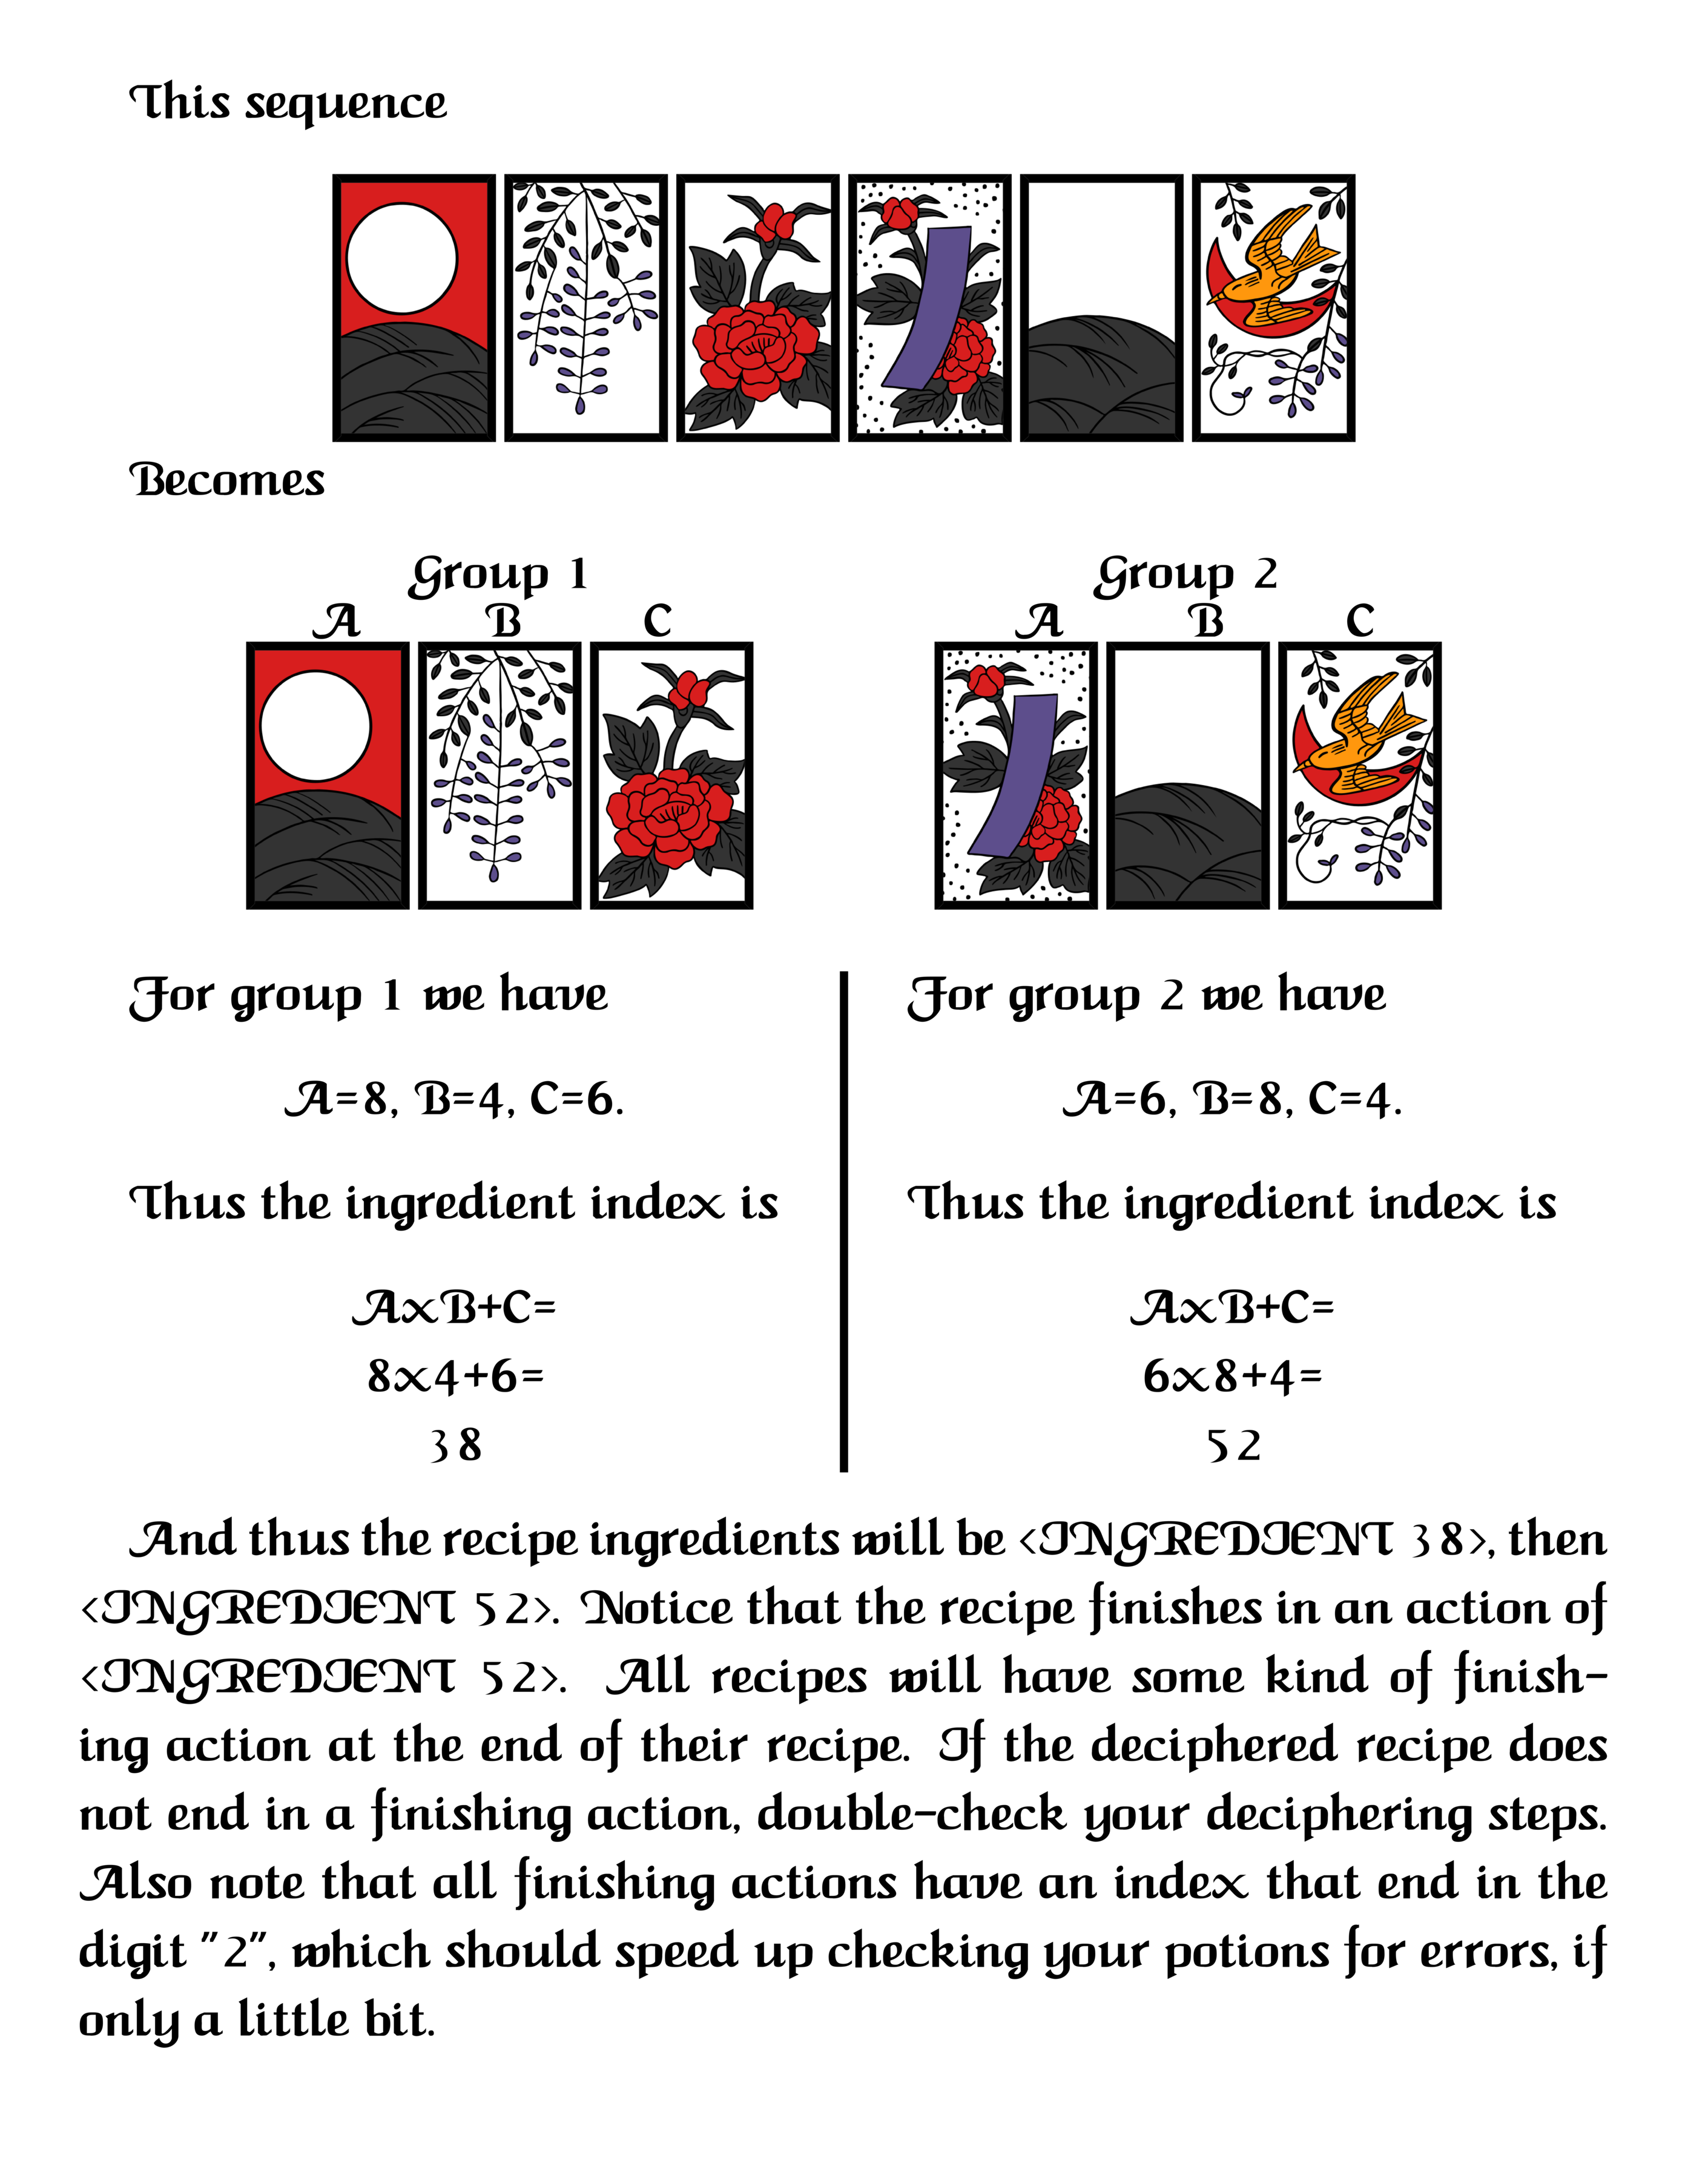 This sequence
Becomes
Group 1
A B C
Group 2
A B C
For group 1 we have
A=8, B=4, C=6.
Thus the ingredient index is
AxB+C=
8x4+6=
38
For group 2 we have
A=6, B=8, C=4.
Thus the ingredient index is
AxB+C=
6x8+4=
52
And thus the recipe ingredients will be <INGREDIENT 38>, then
<INGREDIENT 52>. Notice that the recipe finishes in an action of
<INGREDIENT 52>. All recipes will have some kind of finish-
ing action at the end of their recipe. If the deciphered recipe does
not end in a finishing action, double-check your deciphering steps.
Also note that all finishing actions have an index that end in the
digit "2", which should speed up checking your potions for errors, if
only a little bit.